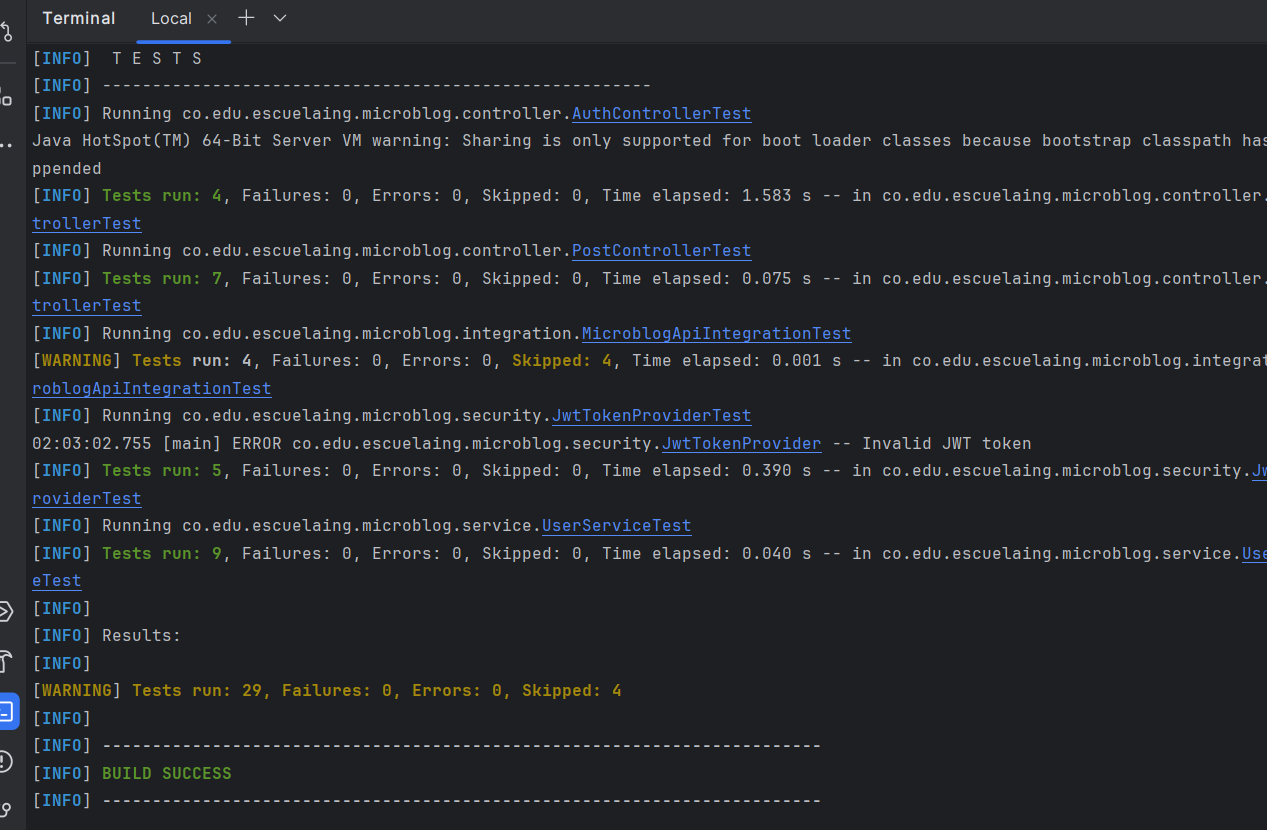 Terminal Local
[INFO]  T E S T S
[INFO] -------------------------------------------------------
[INFO] Running co.edu.escuelaing.microblog.controller.AuthControllerTest
Java HotSpot(TM) 64-Bit Server VM warning: Sharing is only supported for boot loader classes because bootstrap classpath has
ppended
[INFO] Tests run: 4, Failures: 0, Errors: 0, Skipped: 0, Time elapsed: 1.583 s -- in co.edu.escuelaing.microblog.controller.
trollerTest
[INFO] Running co.edu.escuelaing.microblog.controller.PostControllerTest
[INFO] Tests run: 7, Failures: 0, Errors: 0, Skipped: 0, Time elapsed: 0.075 s -- in co.edu.escuelaing.microblog.controller.
trollerTest
[INFO] Running co.edu.escuelaing.microblog.integration.MicroblogApiIntegrationTest
[WARNING] Tests run: 4, Failures: 0, Errors: 0, Skipped: 4, Time elapsed: 0.001 s -- in co.edu.escuelaing.microblog.integrat
roblogApiIntegrationTest
[INFO] Running co.edu.escuelaing.microblog.security.JwtTokenProviderTest
02:03:02.755 [main] ERROR co.edu.escuelaing.microblog.security.JwtTokenProvider -- Invalid JWT token
[INFO] Tests run: 5, Failures: 0, Errors: 0, Skipped: 0, Time elapsed: 0.390 s -- in co.edu.escuelaing.microblog.security.Jw
roviderTest
[INFO] Running co.edu.escuelaing.microblog.service.UserServiceTest
[INFO] Tests run: 9, Failures: 0, Errors: 0, Skipped: 0, Time elapsed: 0.040 s -- in co.edu.escuelaing.microblog.service.Use
eTest
[INFO]
[INFO] Results:
[INFO]
[WARNING] Tests run: 29, Failures: 0, Errors: 0, Skipped: 4
[INFO]
[INFO] ------------------------------------------------------------------------
[INFO] BUILD SUCCESS
[INFO] ------------------------------------------------------------------------